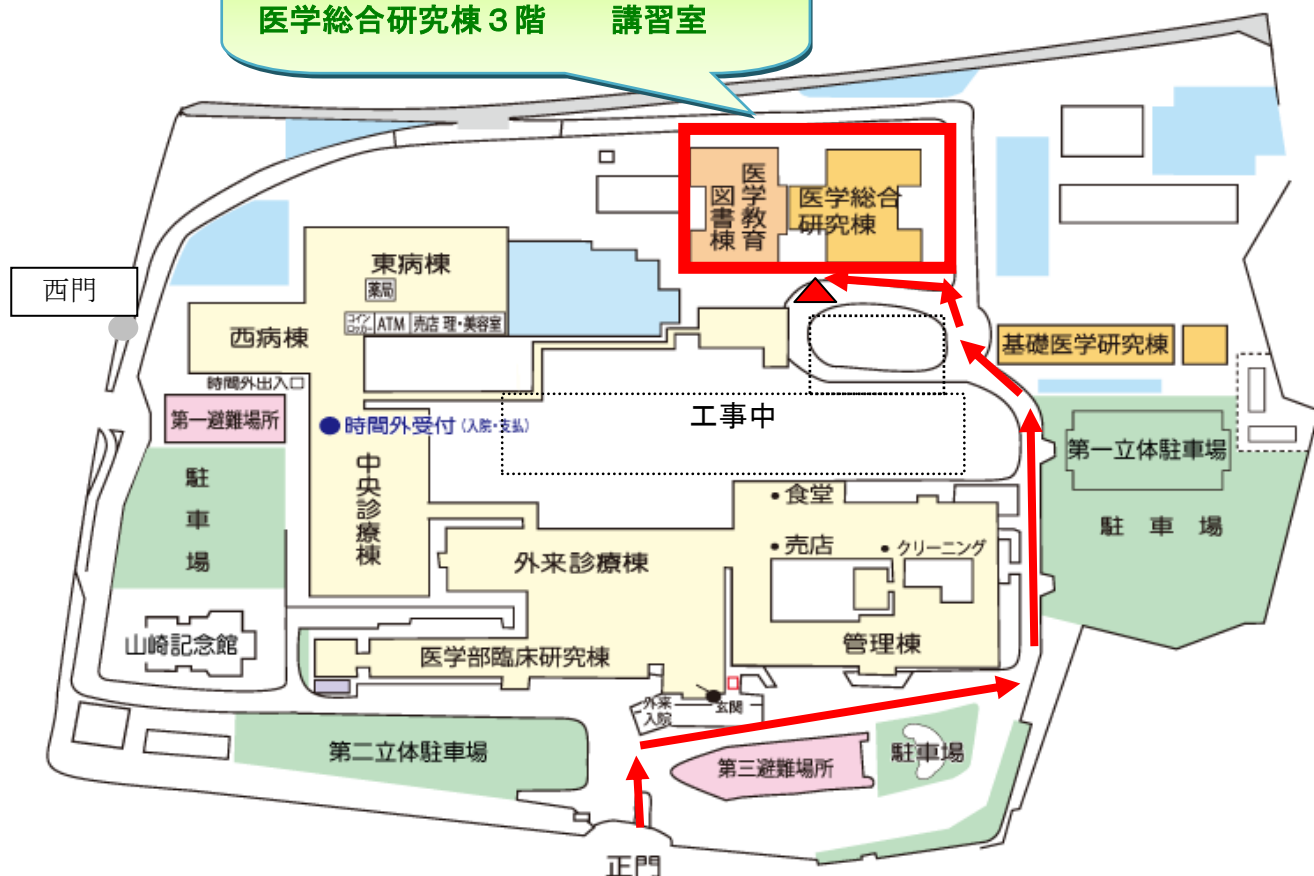 医学総合研究棟３階　　講習室
医学教育
図書棟
医学総合
研究棟
西門
東病棟
薬局
コイン
ロッカー
ATM
売店 理・美容室
西病棟
基礎医学研究棟
時間外出入口
第一避難場所
●時間外受付（入院・支払）
工事中
第一立体駐車場
中央診療棟
駐車場
・食堂
駐車場
・売店
・クリーニング
外来診療棟
山崎記念館
医学部臨床研究棟
管理棟
外来
入院
玄関
第二立体駐車場
第三避難場所
駐車場
正門